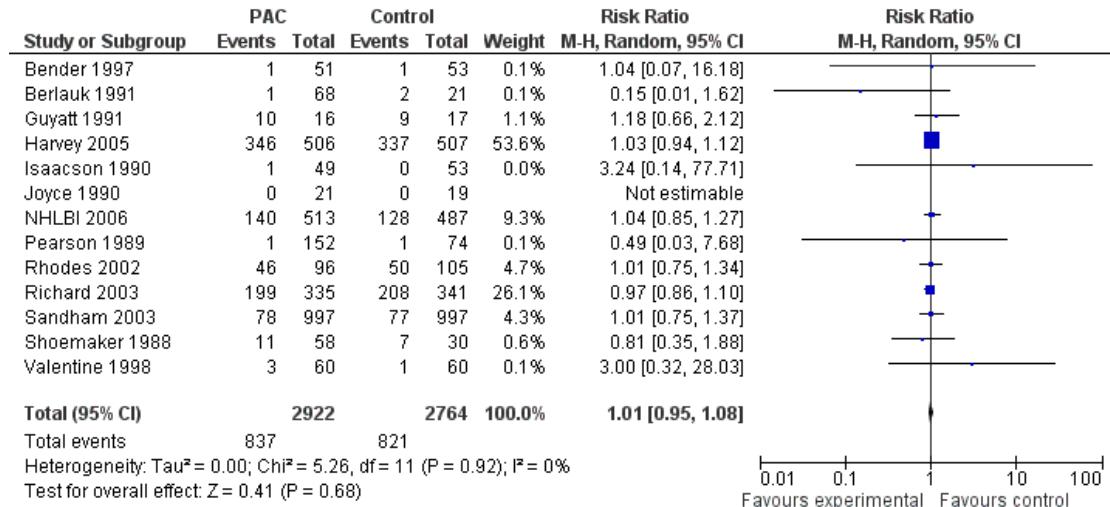 PAC Control Risk Ratio Risk Ratio
Study or Subgroup Events Total Events Total Weight M-H, Random, 95% CI M-H, Random, 95% CI
Bender 1997 1 51 1 53 0.1% 1.04 [0.07, 16.18]
Berlauk 1991 1 68 2 21 0.1% 0.15 [0.01, 1.62]
Guyatt 1991 10 16 9 17 1.1% 1.18 [0.66, 2.12]
Harvey 2005 346 506 337 507 53.6% 1.03 [0.94, 1.12]
Isaacson 1990 1 49 0 53 0.0% 3.24 [0.14, 77.71]
Joyce 1990 0 21 0 19 Not estimable
NHLBI 2006 140 513 128 487 9.3% 1.04 [0.85, 1.27]
Pearson 1989 1 152 1 74 0.1% 0.49 [0.03, 7.68]
Rhodes 2002 46 96 50 105 4.7% 1.01 [0.75, 1.34]
Richard 2003 199 335 208 341 26.1% 0.97 [0.86, 1.10]
Sandham 2003 78 997 77 997 4.3% 1.01 [0.75, 1.37]
Shoemaker 1988 11 58 7 30 0.6% 0.81 [0.35, 1.88]
Valentine 1998 3 60 1 60 0.1% 3.00 [0.32, 28.03]
Total (95% CI) 2922 2764 100.0% 1.01 [0.95, 1.08]
Total events 837 821
Heterogeneity: Tau² = 0.00; Chi² = 5.26, df = 11 (P = 0.92); I² = 0%
Test for overall effect: Z = 0.41 (P = 0.68)
0.01 0.1 1 10 100
Favours experimental Favours control